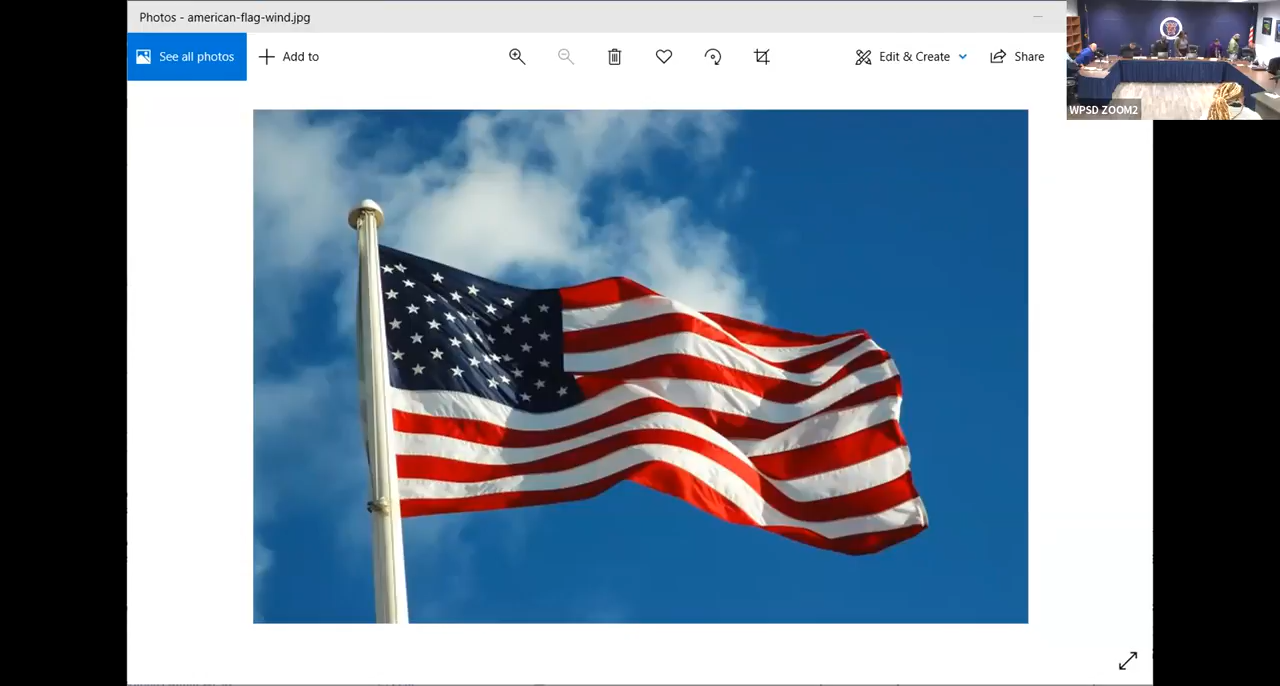 Photos - american-flag-wind.jpg
See all photos
Add to
Edit & Create
Share
WPSD ZOOM2